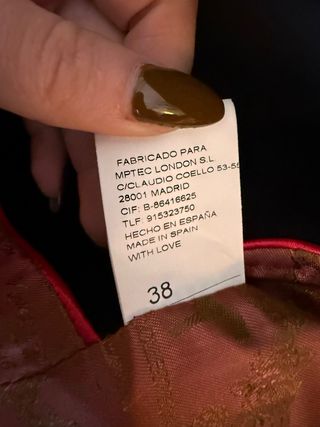 FABRICADO PARA
MPTEC LONDON S.L
C/CLAUDIO COELLO 53-55
28001 MADRID
CIF: B-86416625
TLF: 915323750
HECHO EN ESPAÑA
MADE IN SPAIN
WITH LOVE
38